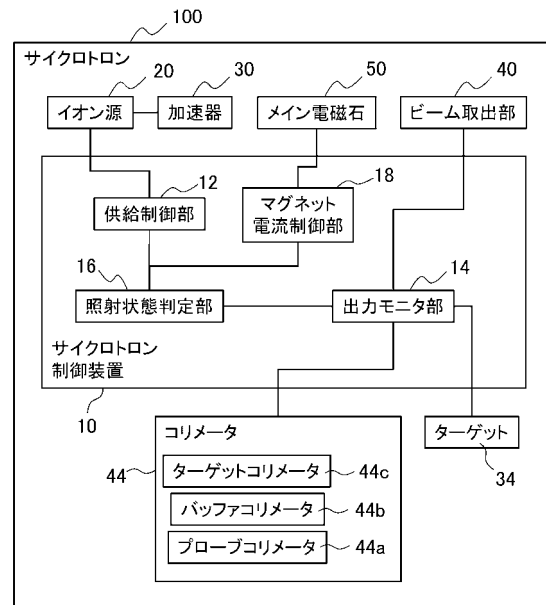 100
サイクロトロン
20
30
50
40
イオン源
加速器
メイン電磁石
ビーム取出部
12
18
供給制御部
マグネット
電流制御部
16
14
照射状態判定部
出力モニタ部
サイクロトロン
制御装置
10
コリメータ
ターゲット
44
ターゲットコリメータ
44c
34
バッファコリメータ
44b
プローブコリメータ
44a